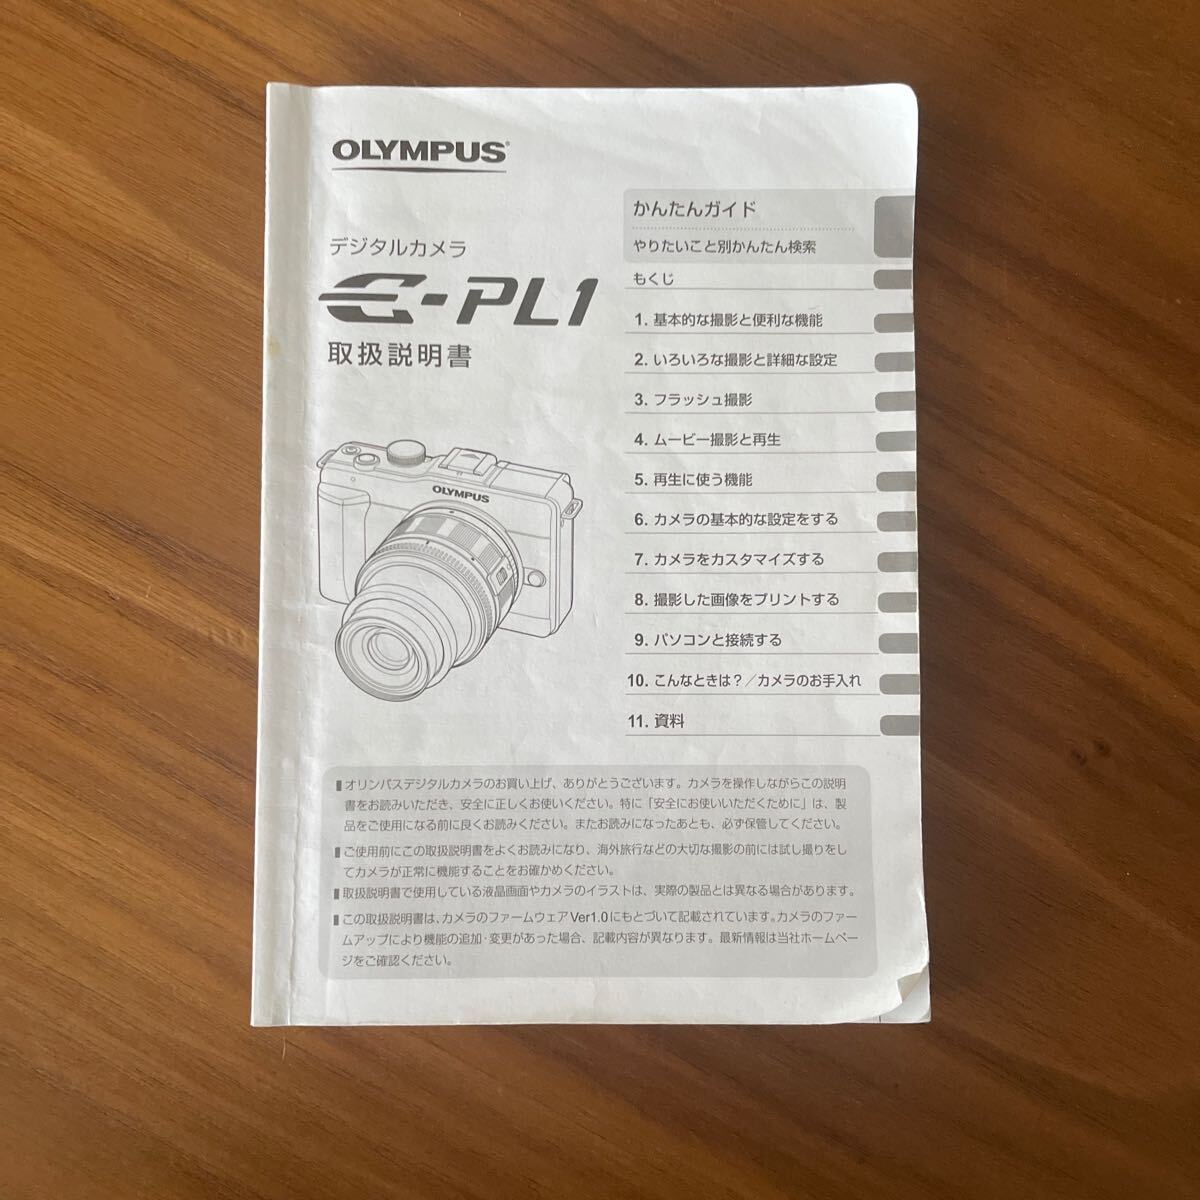 OLYMPUS
デジタルカメラ
E-PL1
取扱説明書
OLYMPUS
かんたんガイド
やりたいこと別かんたん検索
もくじ
1. 基本的な撮影と便利な機能
2. いろいろな撮影と詳細な設定
3. フラッシュ撮影
4. ムービー撮影と再生
5. 再生に使う機能
6. カメラの基本的な設定をする
7. カメラをカスタマイズする
8. 撮影した画像をプリントする
9. パソコンと接続する
10. こんなときは？／カメラのお手入れ
11. 資料
オリンパスデジタルカメラのお買い上げ、ありがとうございます。カメラを操作しながらこの説明
書をお読みいただき、安全に正しくお使いください。特に「安全にお使いいただくために」は、製
品をご使用になる前に良くお読みください。またお読みになったあとも、必ず保管してください。
ご使用前にこの取扱説明書をよくお読みになり、海外旅行などの大切な撮影の前には試し撮りをし
てカメラが正常に機能することをお確かめください。
取扱説明書で使用している液晶画面やカメラのイラストは、実際の製品とは異なる場合があります。
この取扱説明書は、カメラのファームウェアVer1.0にもとづいて記載されています。カメラのファー
ムアップにより機能の追加・変更があった場合、記載内容が異なります。最新情報は当社ホームペー
ジをご確認ください。